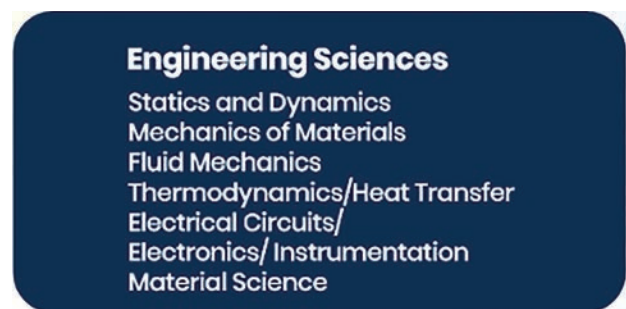 Engineering Sciences
Statics and Dynamics
Mechanics of Materials
Fluid Mechanics
Thermodynamics/Heat Transfer
Electrical Circuits/
Electronics/ Instrumentation
Material Science